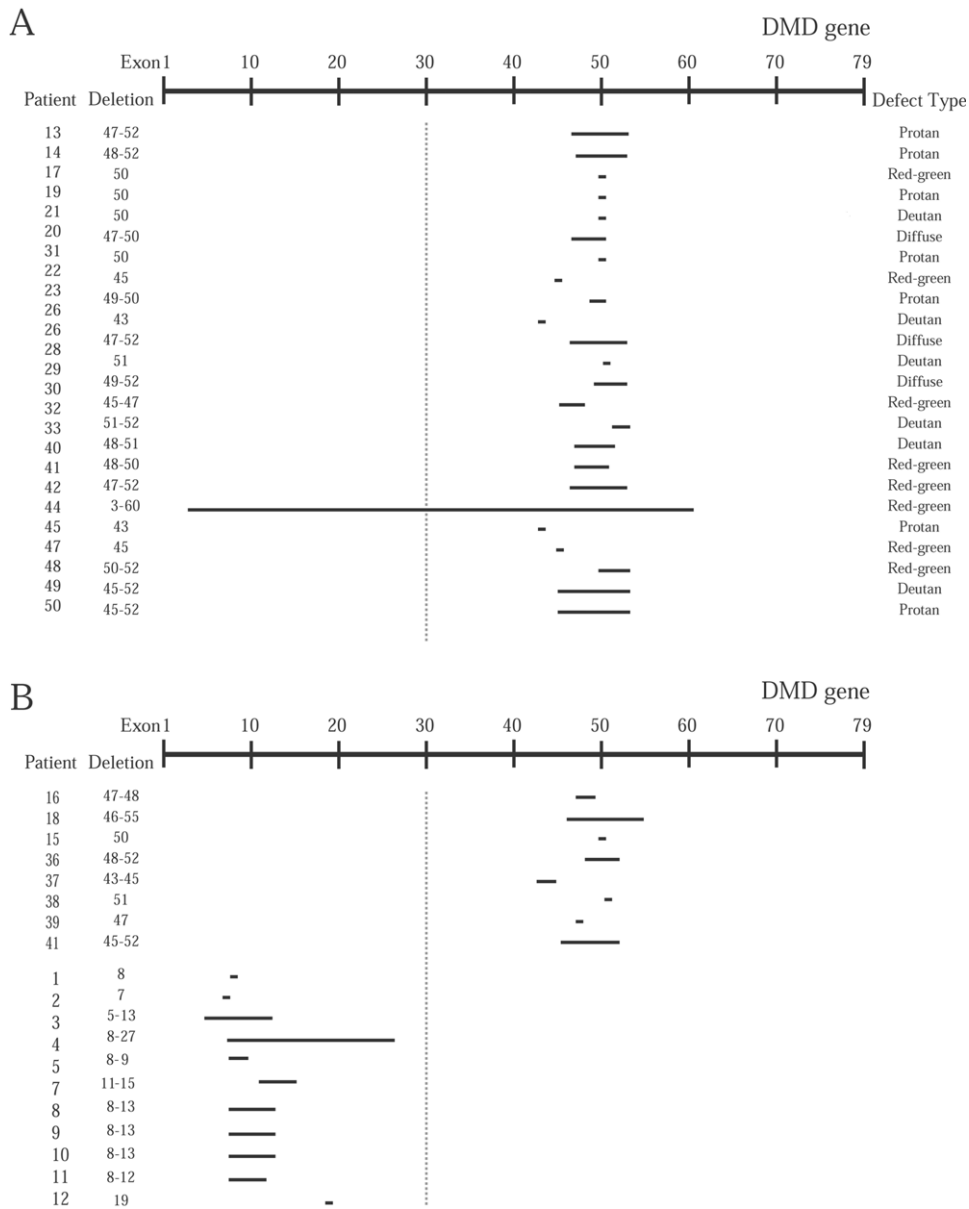 A
DMD gene
Exon 1 10 20 30 40 50 60 70 79
Patient Deletion Defect Type
13 47-52 Protan
14 48-52 Protan
17 50 Red-green
19 50 Protan
21 50 Deutan
20 47-50 Diffuse
31 50 Protan
22 45 Red-green
23 49-50 Protan
26 43 Deutan
26 47-52 Diffuse
28
29 51 Deutan
30 49-52 Diffuse
32 45-47 Red-green
33 51-52 Deutan
40 48-51 Deutan
41 48-50 Red-green
42 47-52 Red-green
44 3-60 Red-green
45 43 Protan
47 45 Red-green
48 50-52 Red-green
49 45-52 Deutan
50 45-52 Protan
B
DMD gene
Exon 1 10 20 30 40 50 60 70 79
Patient Deletion
16 47-48
18 46-55
15 50
36 48-52
37 43-45
38 51
39 47
41 45-52
1 8
2 7
3 5-13
4 8-27
5 8-9
7 11-15
8 8-13
9 8-13
10 8-13
11 8-12
12 19